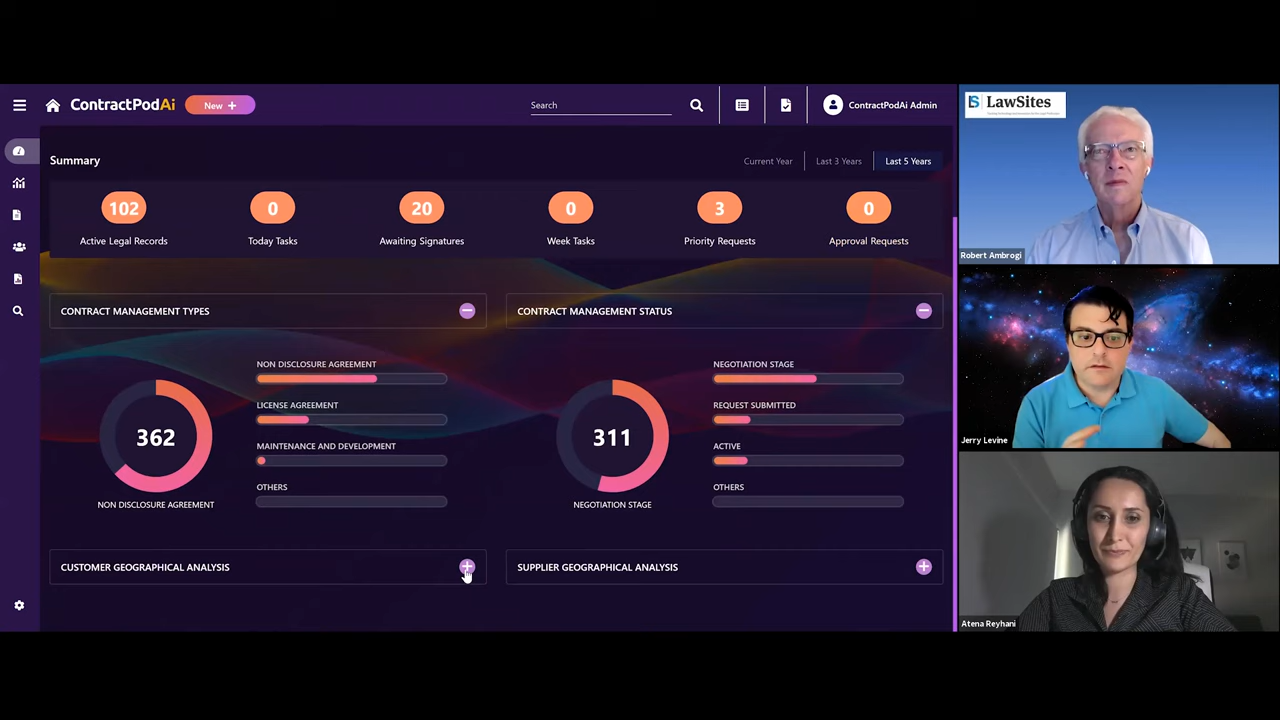 ContractPodAi
New +
Search
ContractPodAi Admin
Summary
Current Year
Last 3 Years
Last 5 Years
102
0
20
0
3
0
Active Legal Records
Today Tasks
Awaiting Signatures
Week Tasks
Priority Requests
Approval Requests
CONTRACT MANAGEMENT TYPES
NON DISCLOSURE AGREEMENT
LICENSE AGREEMENT
362
MAINTENANCE AND DEVELOPMENT
OTHERS
NON DISCLOSURE AGREEMENT
CONTRACT MANAGEMENT STATUS
NEGOTIATION STAGE
REQUEST SUBMITTED
311
ACTIVE
OTHERS
NEGOTIATION STAGE
CUSTOMER GEOGRAPHICAL ANALYSIS
SUPPLIER GEOGRAPHICAL ANALYSIS
LS LawSites
Robert Ambrogi
Jerry Levine
Atena Reyhani